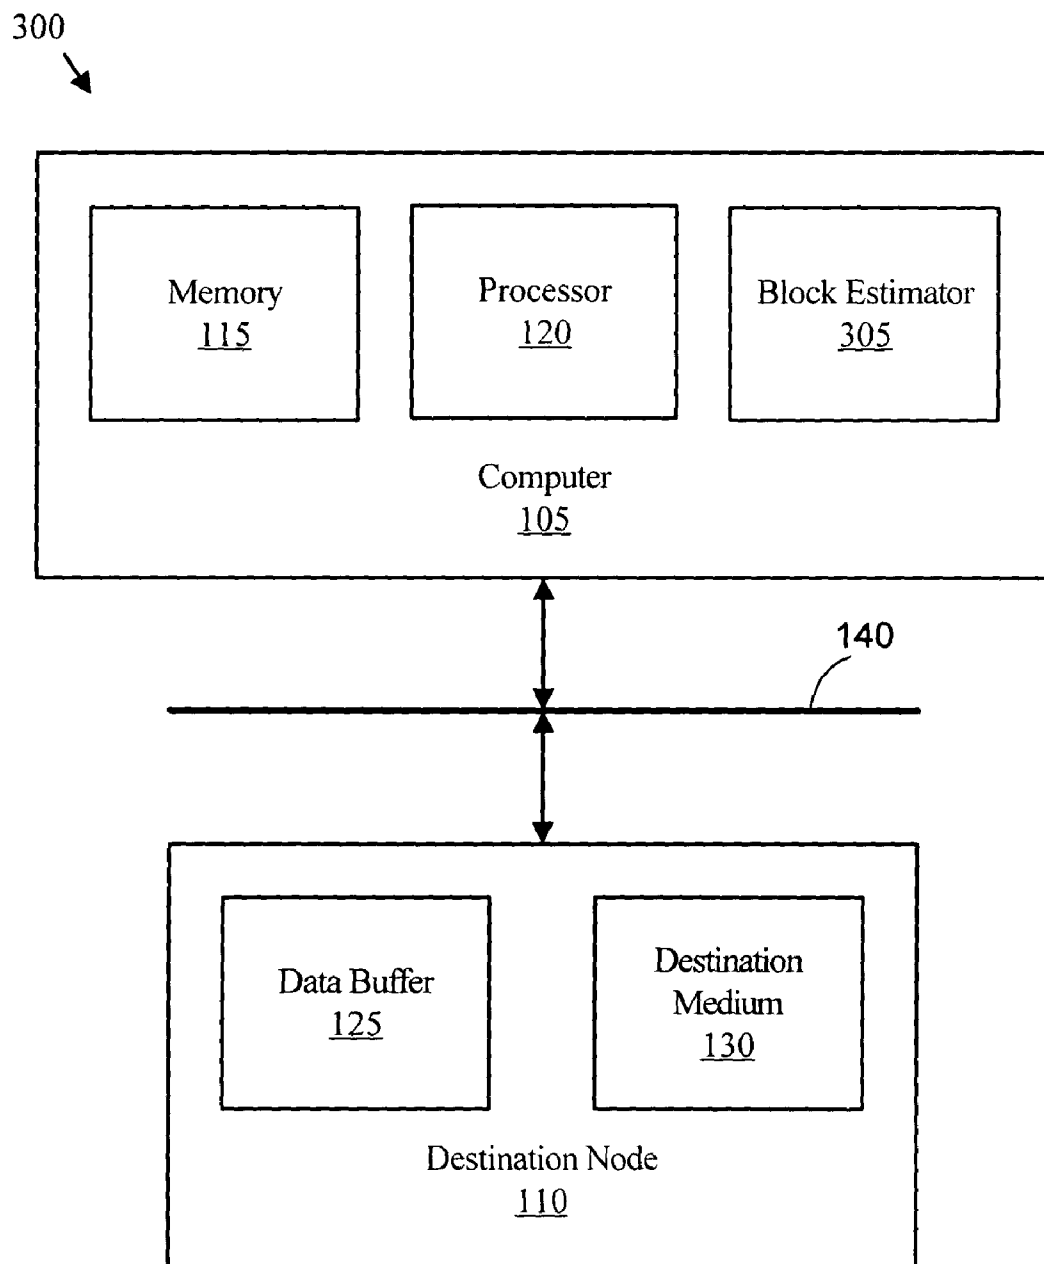 300
Memory
115
Processor
120
Block Estimator
305
Computer
105
140
Data Buffer
125
Destination
Medium
130
Destination Node
110